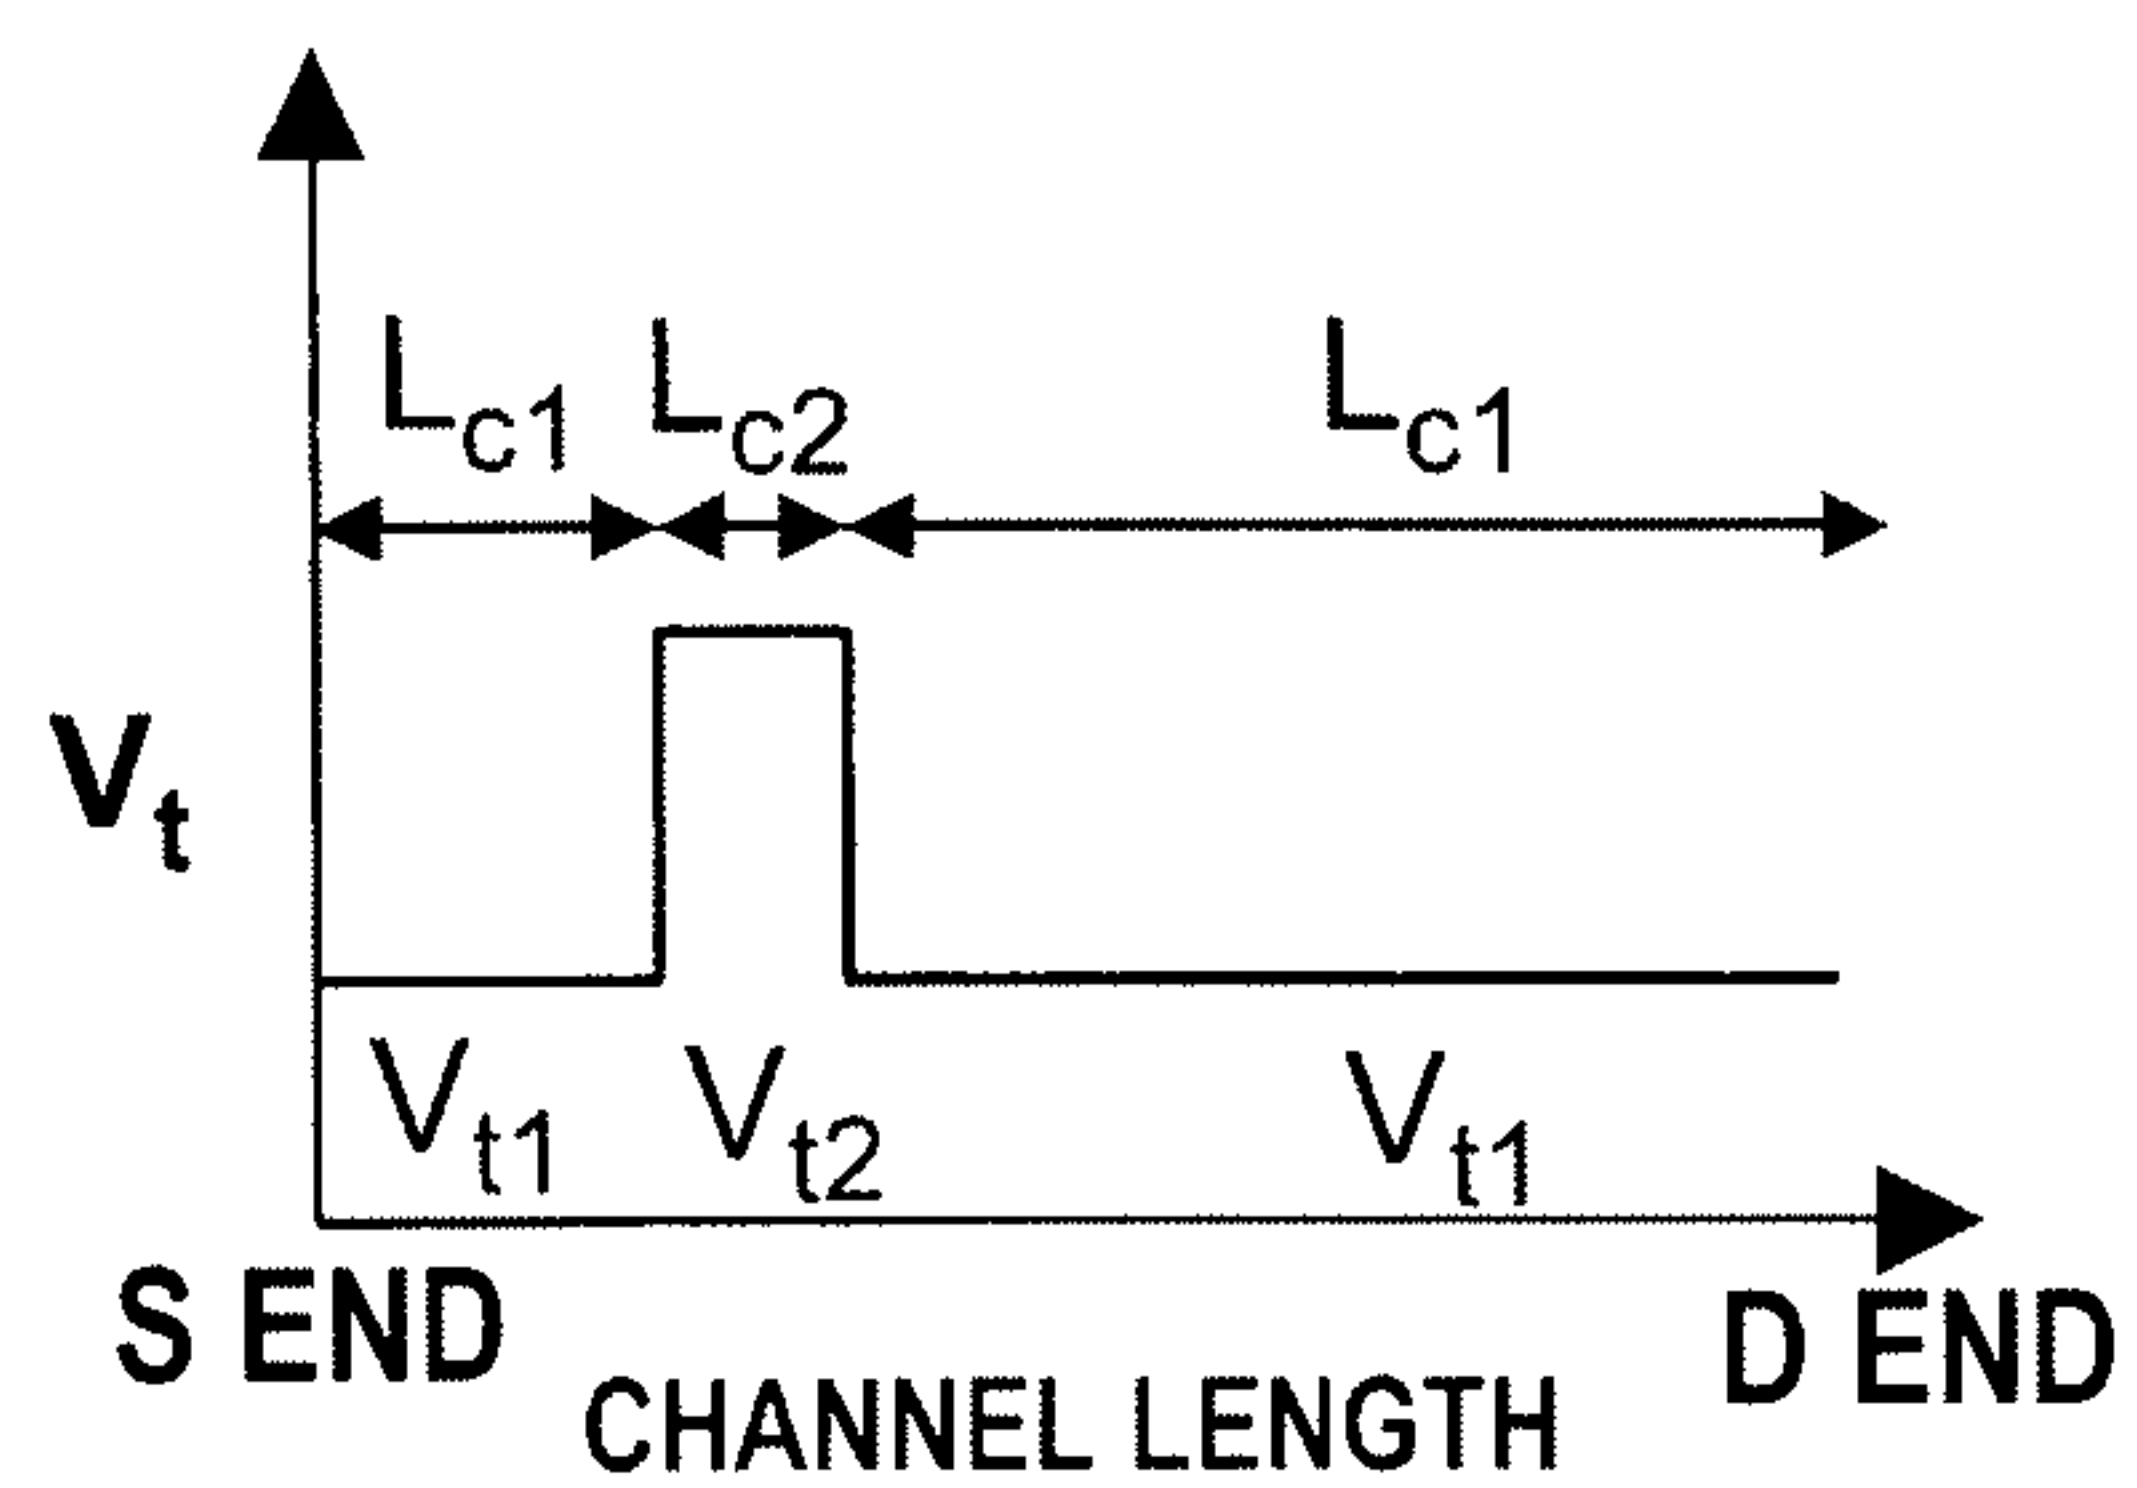 Lc1 Lc2 Lc1
Vt
Vt1 Vt2 Vt1
S END D END
CHANNEL LENGTH